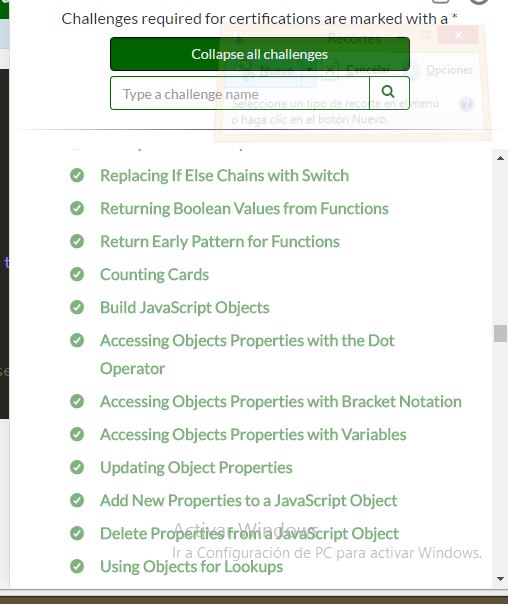 Challenges required for certifications are marked with a *
Recortes
Collapse all challenges
Nuevo Cancelar Opciones
Type a challenge name
Seleccione un tipo de recorte en el menú
o haga clic en el botón Nuevo.
Replacing If Else Chains with Switch
Returning Boolean Values from Functions
Return Early Pattern for Functions
Counting Cards
Build JavaScript Objects
Accessing Objects Properties with the Dot
Operator
Accessing Objects Properties with Bracket Notation
Accessing Objects Properties with Variables
Updating Object Properties
Add New Properties to a JavaScript Object
Delete Properties from a JavaScript Object
Activar Windows
Ir a Configuración de PC para activar Windows.
Using Objects for Lookups